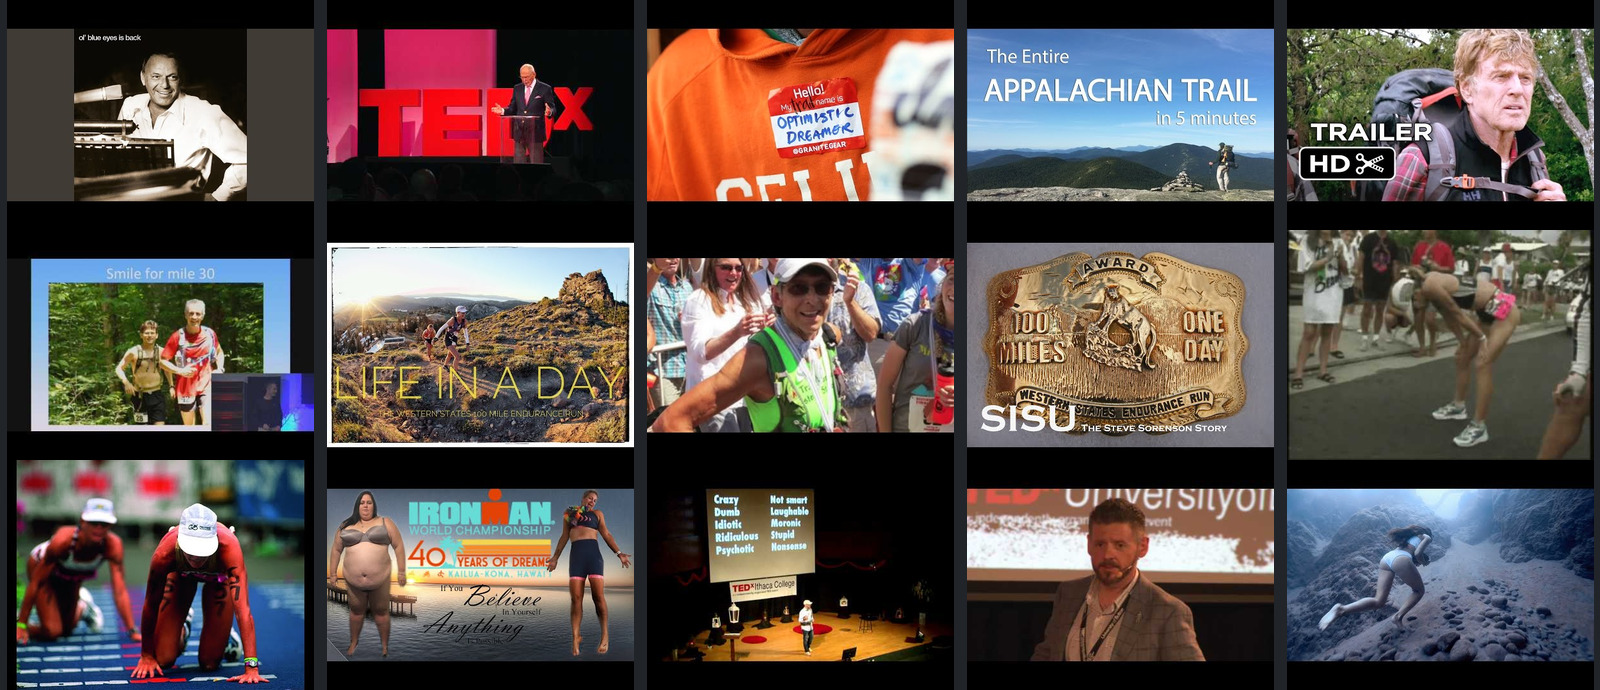 ol' blue eyes is back
TEDx
Hello!
My trail name is
OPTIMISTIC
DREAMER
@GRANITEGEAR
The Entire
APPALACHIAN TRAIL
in 5 minutes
TRAILER
HD
Smile for mile 30
LIFE IN A DAY
THE WESTERN STATES 100 MILE ENDURANCE RUN
AWARD
100
MILES
ONE
DAY
WESTERN STATES ENDURANCE RUN
SISU THE STEVE SORENSON STORY
IRONMAN
WORLD CHAMPIONSHIP
40 YEARS OF DREAMS
KAILUA-KONA, HAWAI'I
If You
Believe
In Yourself
Anything
Crazy
Dumb
Idiotic
Ridiculous
Psychotic
Not smart
Laughable
Moronic
Stupid
Nonsense
TEDx Ithaca College
TEDx Universityof